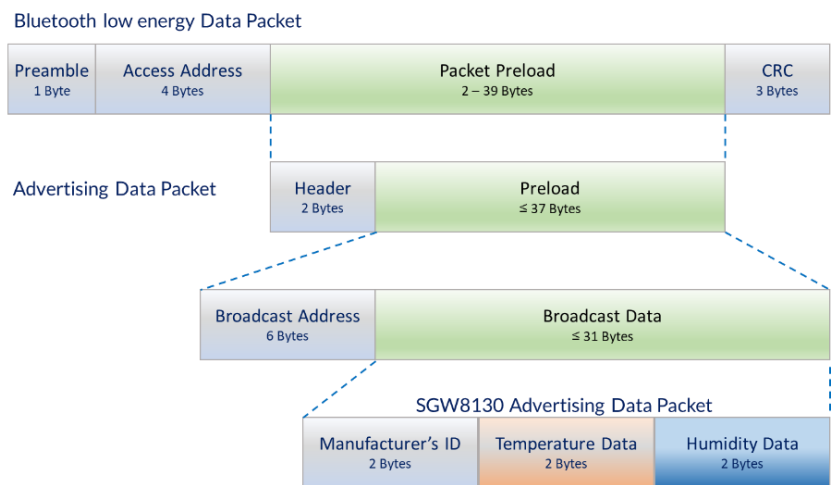 Bluetooth low energy Data Packet
Preamble
1 Byte
Access Address
4 Bytes
Packet Preload
2 – 39 Bytes
CRC
3 Bytes
Advertising Data Packet
Header
2 Bytes
Preload
≤ 37 Bytes
Broadcast Address
6 Bytes
Broadcast Data
≤ 31 Bytes
SGW8130 Advertising Data Packet
Manufacturer's ID
2 Bytes
Temperature Data
2 Bytes
Humidity Data
2 Bytes